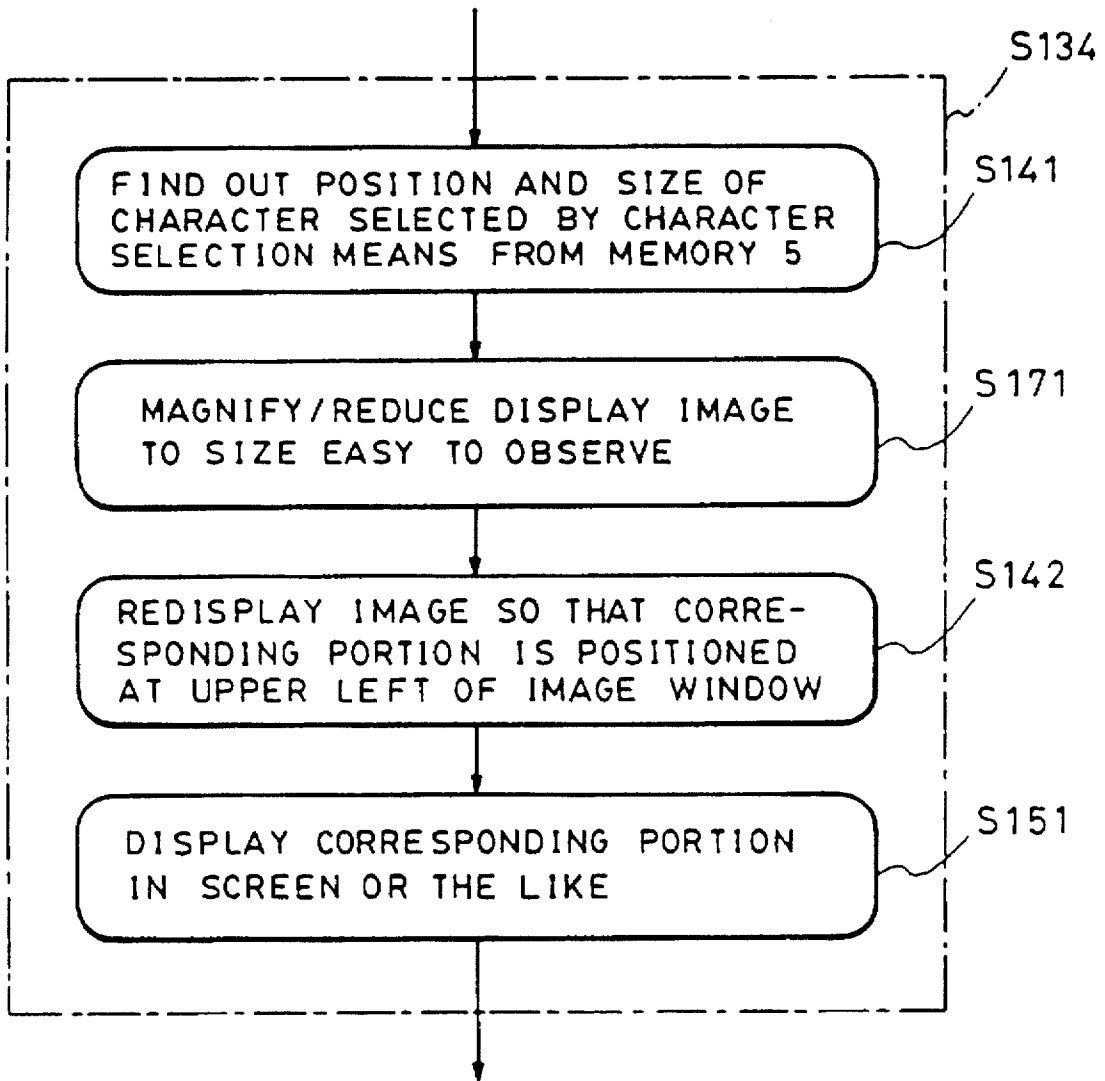 S134
FIND OUT POSITION AND SIZE OF
CHARACTER SELECTED BY CHARACTER
SELECTION MEANS FROM MEMORY 5
S141
MAGNIFY/REDUCE DISPLAY IMAGE
TO SIZE EASY TO OBSERVE
S171
REDISPLAY IMAGE SO THAT CORRE-
SPONDING PORTION IS POSITIONED
AT UPPER LEFT OF IMAGE WINDOW
S142
DISPLAY CORRESPONDING PORTION
IN SCREEN OR THE LIKE
S151